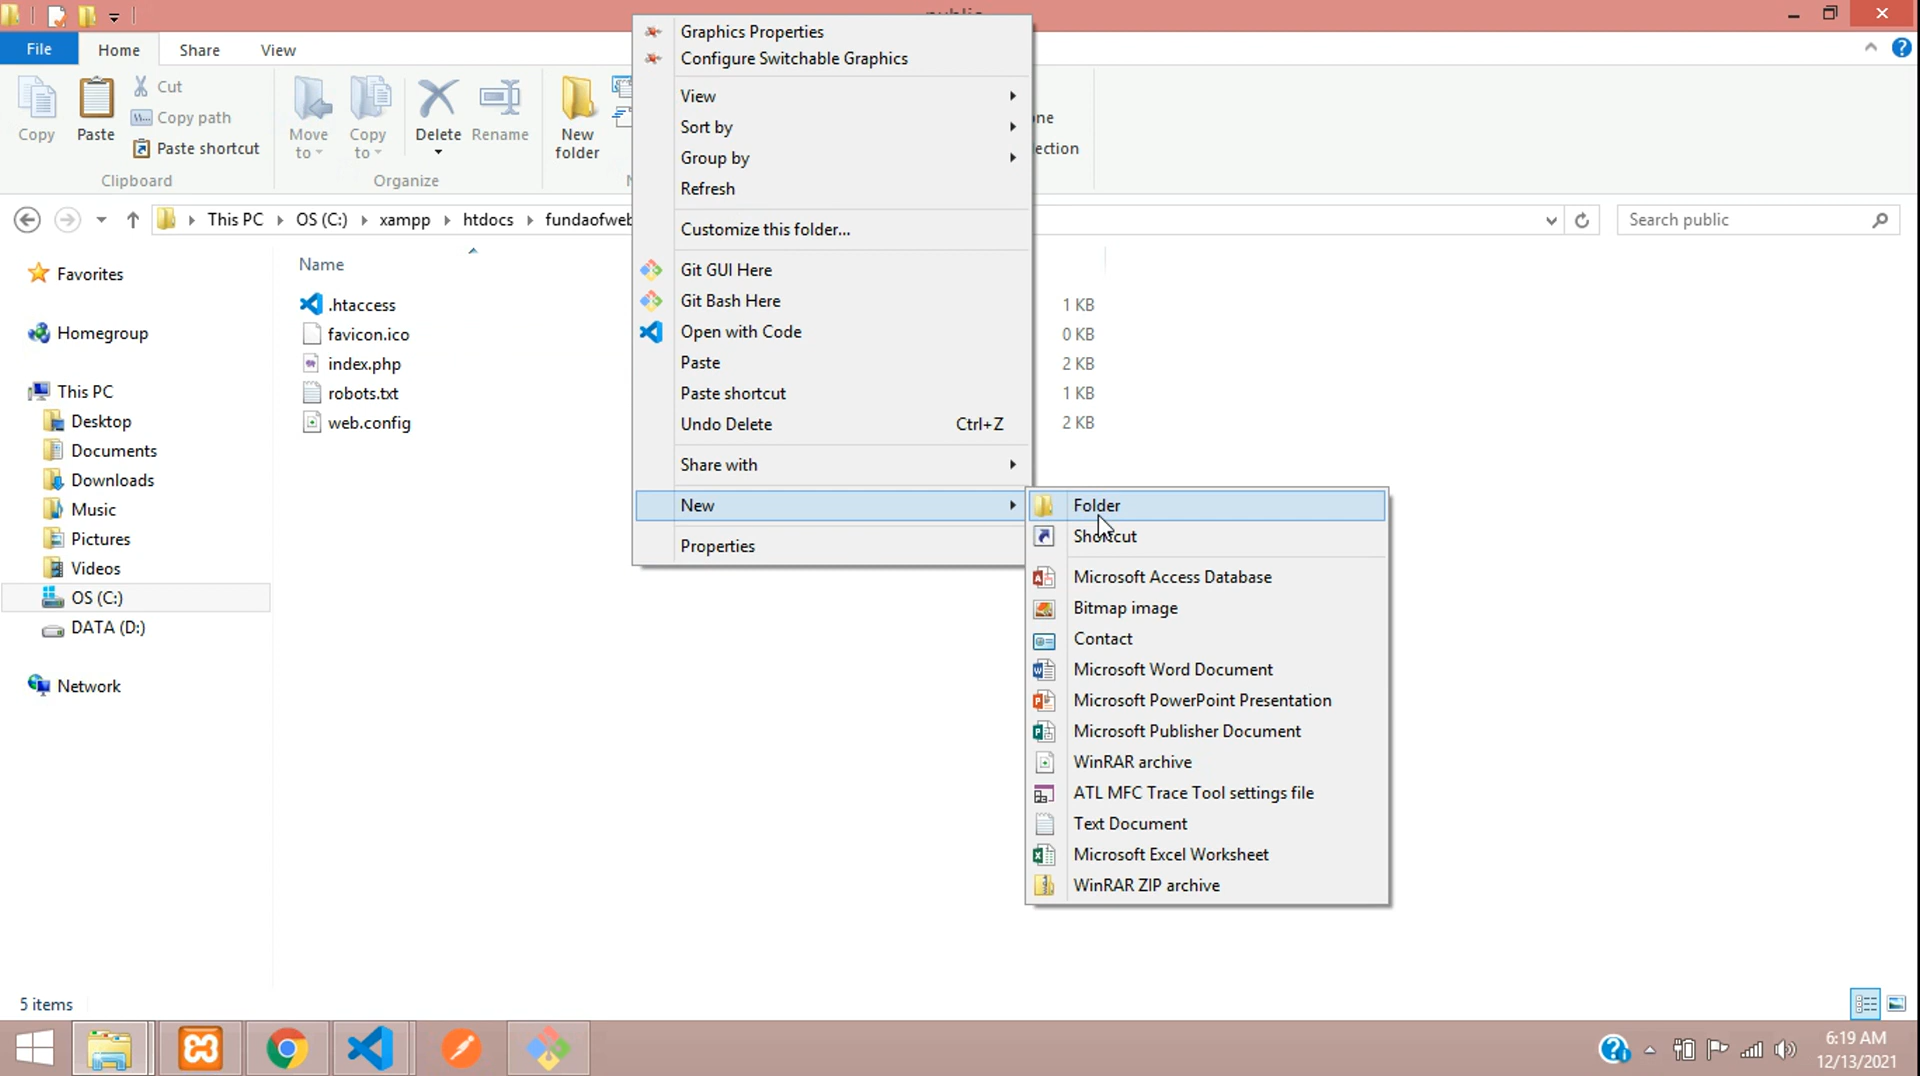 public
File
Home
Share
View
Copy
Paste
Cut
Copy path
Paste shortcut
Clipboard
Move
to
Copy
to
Delete
Rename
Organize
New
folder
one
ection
Graphics Properties
Configure Switchable Graphics
View
Sort by
Group by
Refresh
Customize this folder...
Git GUI Here
Git Bash Here
Open with Code
Paste
Paste shortcut
Undo Delete Ctrl+Z
Share with
New
Properties
Folder
Shortcut
Microsoft Access Database
Bitmap image
Contact
Microsoft Word Document
Microsoft PowerPoint Presentation
Microsoft Publisher Document
WinRAR archive
ATL MFC Trace Tool settings file
Text Document
Microsoft Excel Worksheet
WinRAR ZIP archive
This PC OS (C:) xampp htdocs fundaofweb
Search public
Favorites
Homegroup
This PC
Desktop
Documents
Downloads
Music
Pictures
Videos
OS (C:)
DATA (D:)
Network
Name
.htaccess 1 KB
favicon.ico 0 KB
index.php 2 KB
robots.txt 1 KB
web.config 2 KB
5 items
6:19 AM
12/13/2021